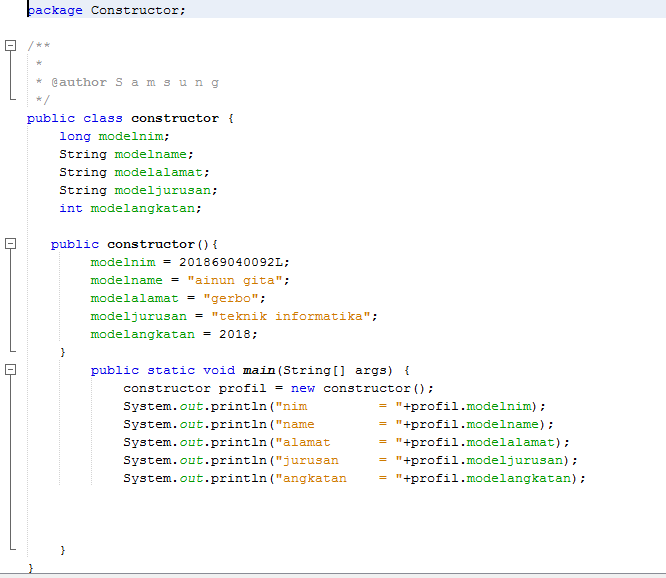 package Constructor;
/**
 *
 * @author S a m s u n g
 */
public class constructor {
    long modelnim;
    String modelname;
    String modelalamat;
    String modeljurusan;
    int modelangkatan;
   public constructor(){
        modelnim = 201869040092L;
        modelname = "ainun gita";
        modelalamat = "gerbo";
        modeljurusan = "teknik informatika";
        modelangkatan = 2018;
    }
        public static void main(String[] args) {
            constructor profil = new constructor();
            System.out.println("nim         = "+profil.modelnim);
            System.out.println("name        = "+profil.modelname);
            System.out.println("alamat      = "+profil.modelalamat);
            System.out.println("jurusan     = "+profil.modeljurusan);
            System.out.println("angkatan    = "+profil.modelangkatan);
    }
}